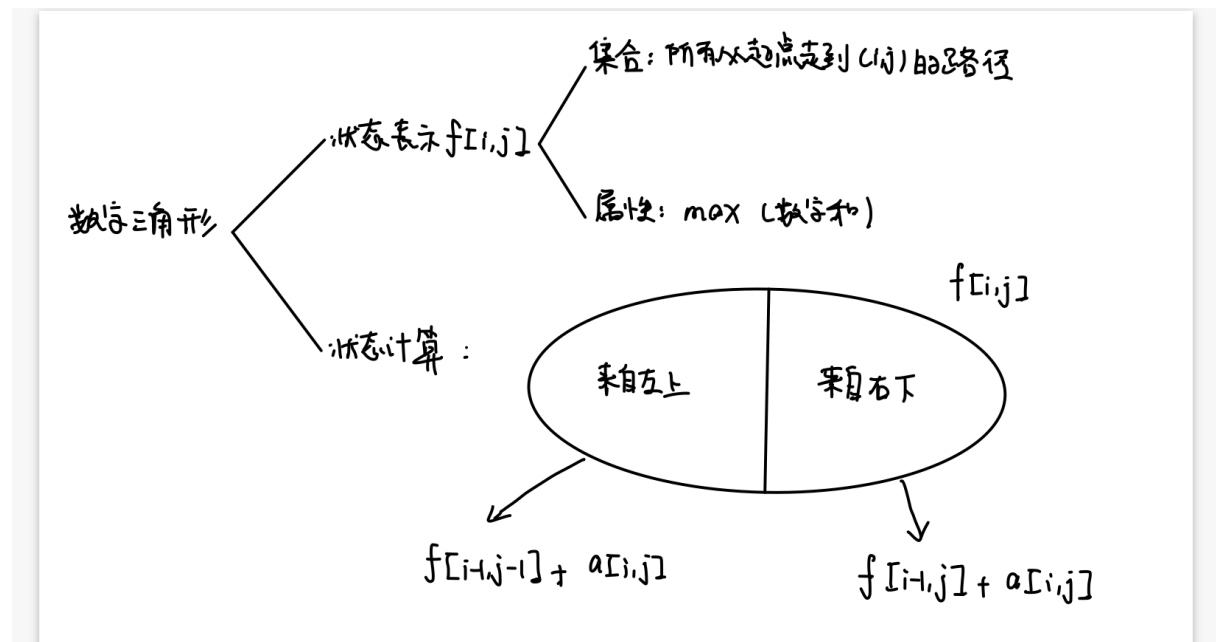 集合：所有从起点走到(i,j)的路径
状态表示f[i,j]
数字三角形
属性：max（数字和）
f[i,j]
状态计算：
来自左上
来自右下
f[i-1,j-1] + a[i,j]
f[i-1,j] + a[i,j]